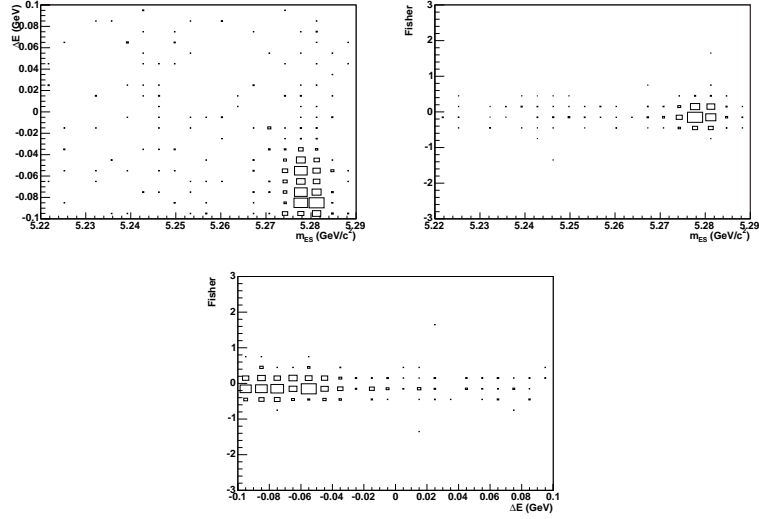 ΔE (GeV)
0.1
0.08
0.06
0.04
0.02
0
-0.02
-0.04
-0.06
-0.08
-0.1
5.22 5.23 5.24 5.25 5.26 5.27 5.28 5.29
m_ES (GeV/c²)
Fisher
3
2
1
0
-1
-2
-3
5.22 5.23 5.24 5.25 5.26 5.27 5.28 5.29
m_ES (GeV/c²)
Fisher
3
2
1
0
-1
-2
-3
-0.1 -0.08 -0.06 -0.04 -0.02 0 0.02 0.04 0.06 0.08 0.1
ΔE (GeV)